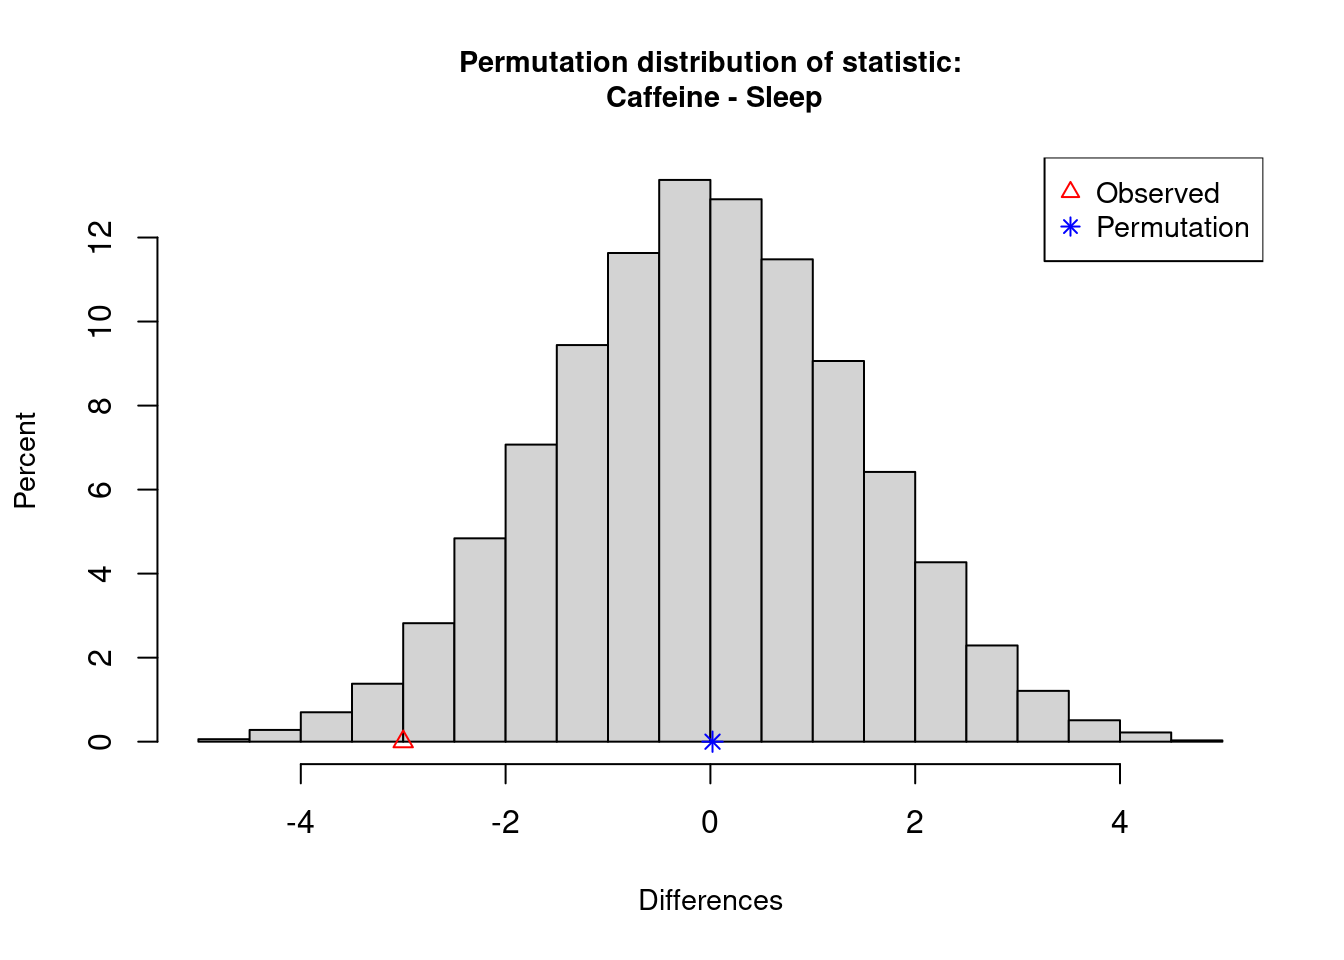 Permutation distribution of statistic:
Caffeine - Sleep
Observed
Permutation
Percent
12
10
8
6
4
2
0
-4 -2 0 2 4
Differences